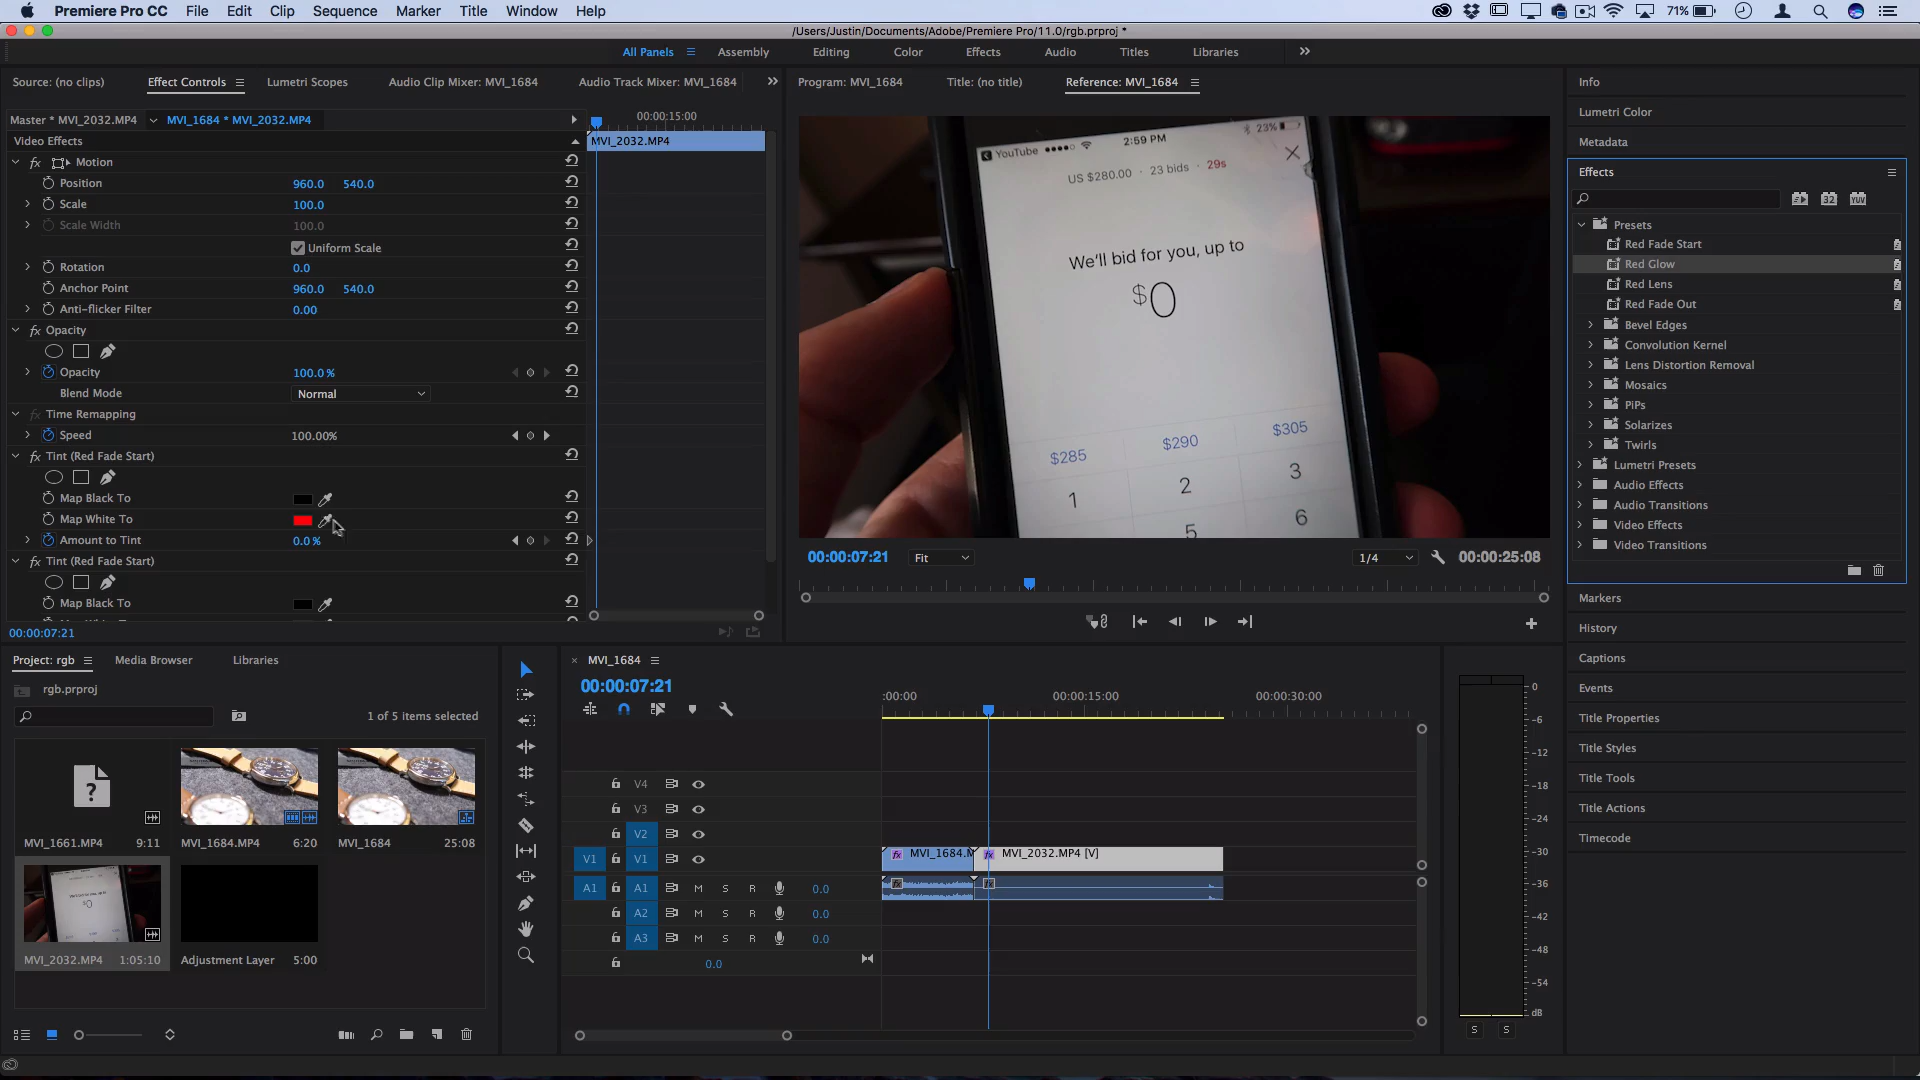 Premiere Pro CC File Edit Clip Sequence Marker Title Window Help 71%
/Users/Justin/Documents/Adobe/Premiere Pro/11.0/rgb.prproj *
All Panels Assembly Editing Color Effects Audio Titles Libraries
Source: (no clips) Effect Controls Lumetri Scopes Audio Clip Mixer: MVI_1684 Audio Track Mixer: MVI_1684
Master * MVI_2032.MP4 MVI_1684 * MVI_2032.MP4 00:00:15:00
Video Effects MVI_2032.MP4
fx Motion
Position 960.0 540.0
Scale 100.0
Scale Width 100.0
Uniform Scale
Rotation 0.0
Anchor Point 960.0 540.0
Anti-flicker Filter 0.00
fx Opacity
Opacity 100.0 %
Blend Mode Normal
fx Time Remapping
Speed 100.00%
fx Tint (Red Fade Start)
Map Black To
Map White To
Amount to Tint 0.0 %
fx Tint (Red Fade Start)
Map Black To
00:00:07:21
Program: MVI_1684 Title: (no title) Reference: MVI_1684
YouTube 2:59 PM 23%
US $280.00 · 23 bids · 29s
We'll bid for you, up to
$0
$285 $290 $305
1 2 3
5 6
00:00:07:21 Fit 1/4 00:00:25:08
Info
Lumetri Color
Metadata
Effects
32 YUV
Presets
Red Fade Start
Red Glow
Red Lens
Red Fade Out
Bevel Edges
Convolution Kernel
Lens Distortion Removal
Mosaics
PiPs
Solarizes
Twirls
Lumetri Presets
Audio Effects
Audio Transitions
Video Effects
Video Transitions
Markers
History
Captions
Events
Title Properties
Title Styles
Title Tools
Title Actions
Timecode
Project: rgb Media Browser Libraries
rgb.prproj
1 of 5 items selected
?
MVI_1661.MP4 9:11 MVI_1684.MP4 6:20 MVI_1684 25:08
MVI_2032.MP4 1:05:10 Adjustment Layer 5:00
× MVI_1684
00:00:07:21 :00:00 00:00:15:00 00:00:30:00
V4
V3
V2
V1 V1 fx MVI_1684.M fx MVI_2032.MP4 [V]
A1 A1 M S R 0.0 fx fx
A2 M S R 0.0
A3 M S R 0.0
0.0
0
-6
-12
-18
-24
-30
-36
-42
-48
-54
dB
S S